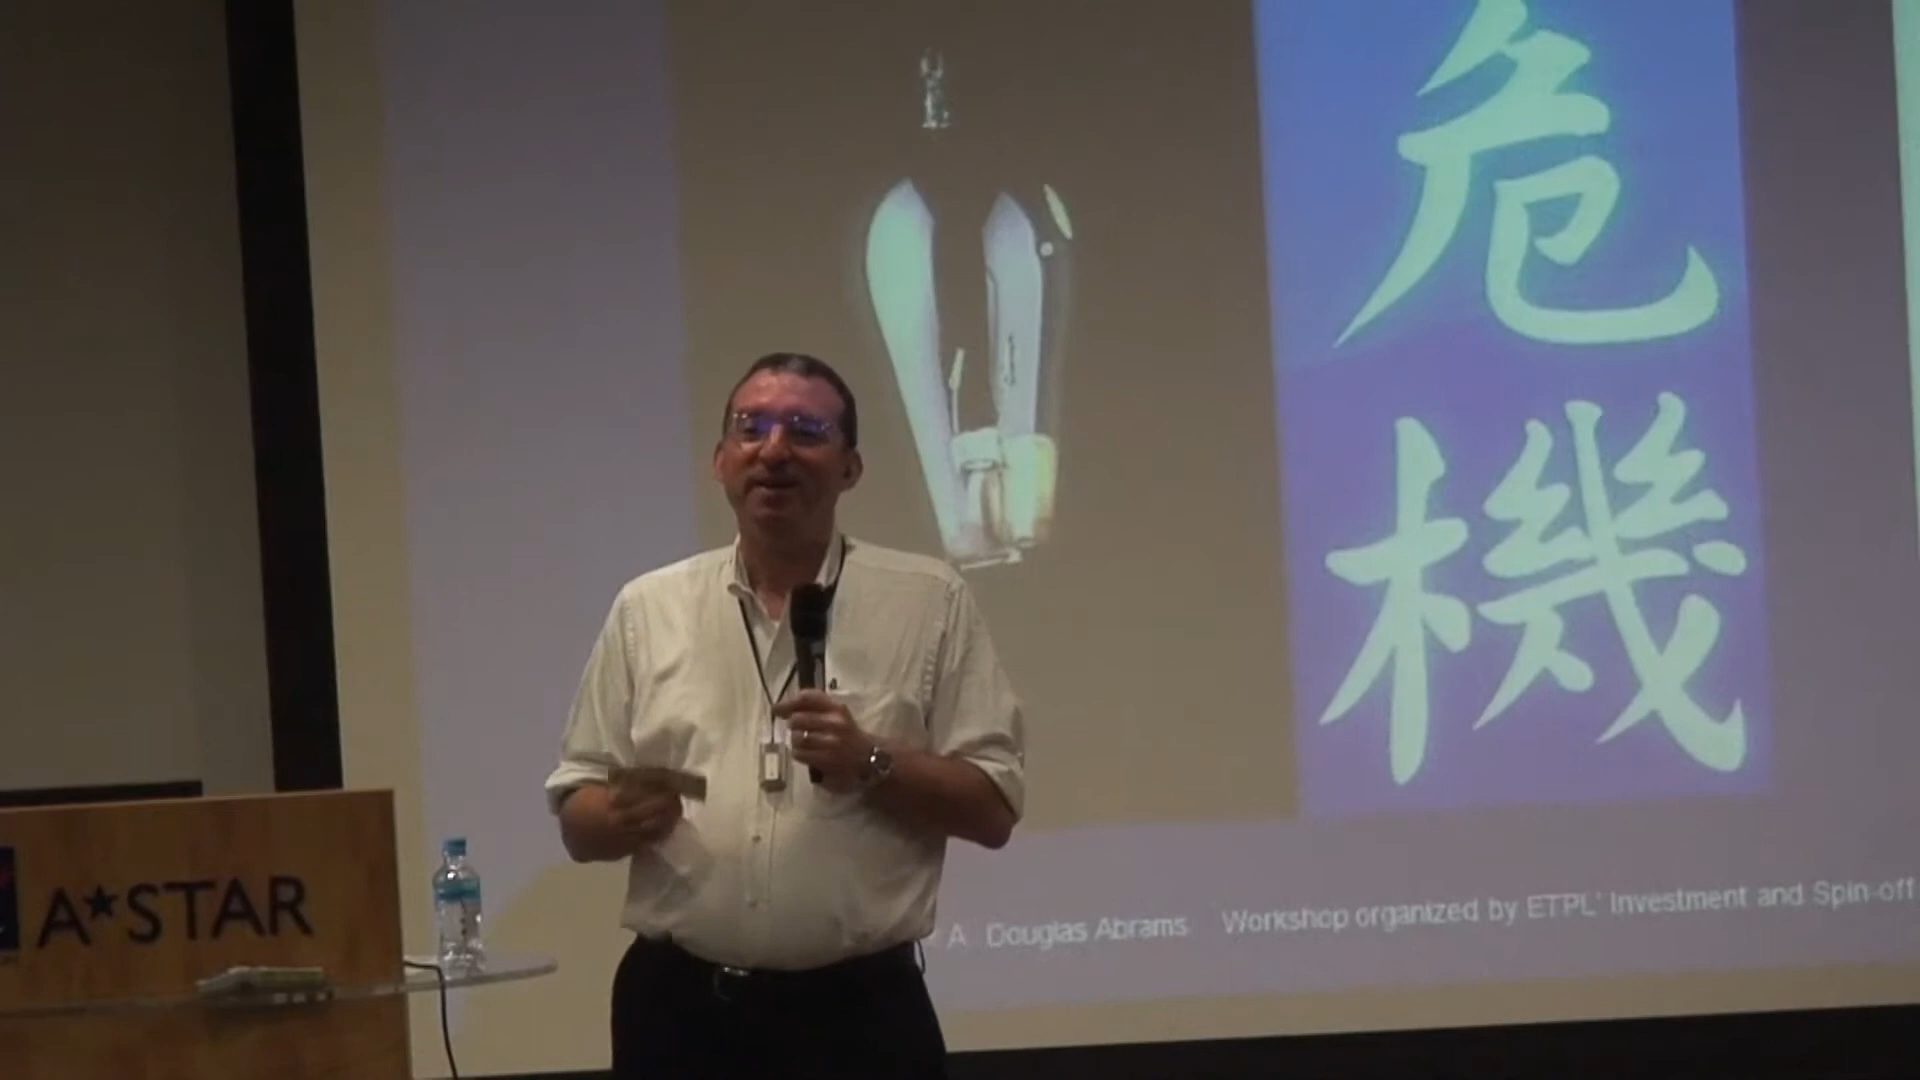 危
機
A★STAR
A. Douglas Abrams Workshop organized by ETPL' Investment and Spin-off